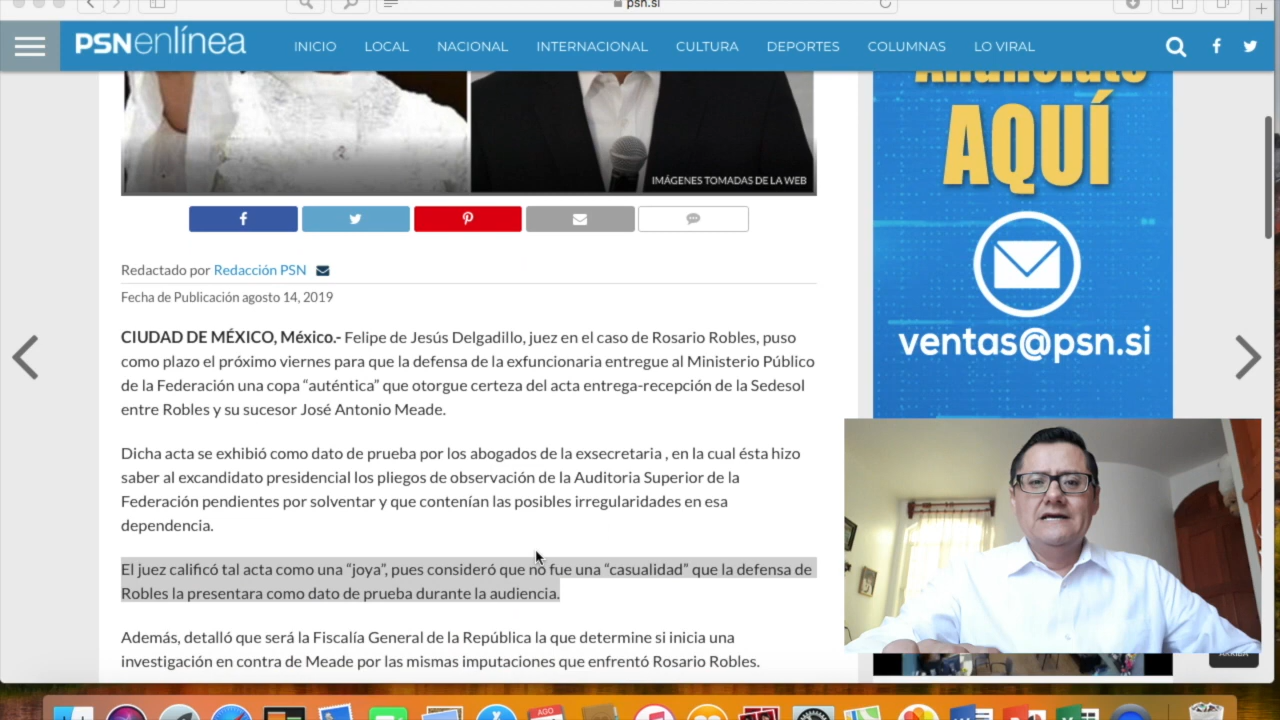 psn.si
PSNenlínea INICIO LOCAL NACIONAL INTERNACIONAL CULTURA DEPORTES COLUMNAS LO VIRAL
Anúnciate
AQUÍ
ventas@psn.si
IMÁGENES TOMADAS DE LA WEB
Redactado por Redacción PSN
Fecha de Publicación agosto 14, 2019
CIUDAD DE MÉXICO, México.- Felipe de Jesús Delgadillo, juez en el caso de Rosario Robles, puso
como plazo el próximo viernes para que la defensa de la exfuncionaria entregue al Ministerio Público
de la Federación una copa “auténtica” que otorgue certeza del acta entrega-recepción de la Sedesol
entre Robles y su sucesor José Antonio Meade.
Dicha acta se exhibió como dato de prueba por los abogados de la exsecretaria , en la cual ésta hizo
saber al excandidato presidencial los pliegos de observación de la Auditoria Superior de la
Federación pendientes por solventar y que contenían las posibles irregularidades en esa
dependencia.
El juez calificó tal acta como una “joya”, pues consideró que no fue una “casualidad” que la defensa de
Robles la presentara como dato de prueba durante la audiencia.
Además, detalló que será la Fiscalía General de la República la que determine si inicia una
investigación en contra de Meade por las mismas imputaciones que enfrentó Rosario Robles.
AGO